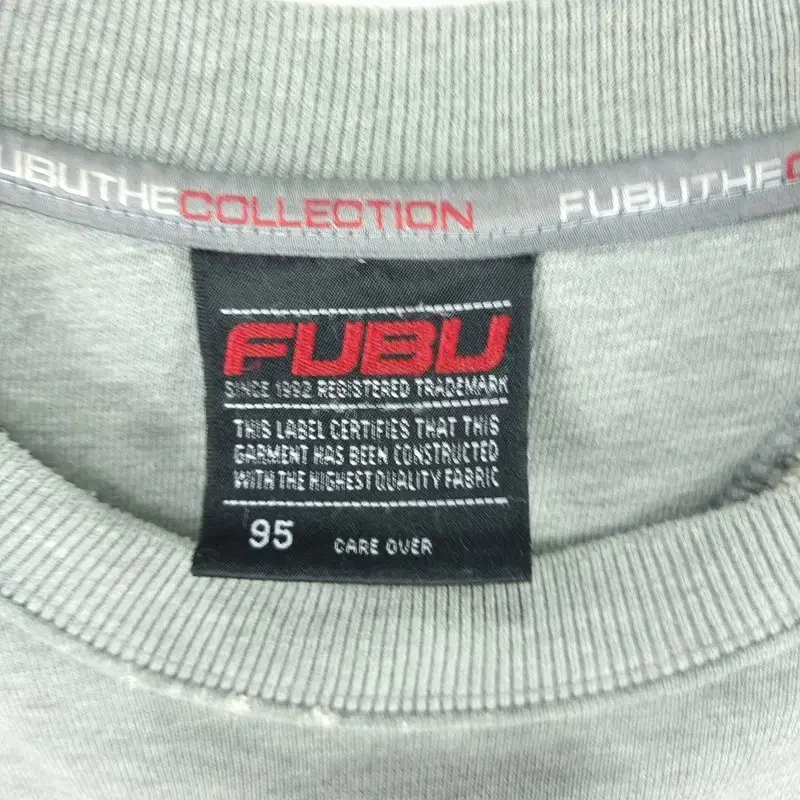 UBUTHECOLLECTION FUBUTHEC
FUBU
SINCE 1992 REGISTERED TRADEMARK
THIS LABEL CERTIFIES THAT THIS
GARMENT HAS BEEN CONSTRUCTED
WITH THE HIGHEST QUALITY FABRIC
95 CARE OVER